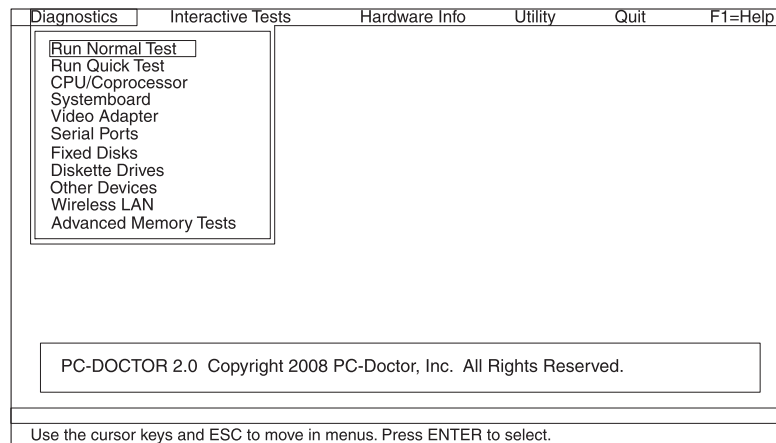 Diagnostics Interactive Tests Hardware Info Utility Quit F1=Help
Run Normal Test
Run Quick Test
CPU/Coprocessor
Systemboard
Video Adapter
Serial Ports
Fixed Disks
Diskette Drives
Other Devices
Wireless LAN
Advanced Memory Tests
PC-DOCTOR 2.0 Copyright 2008 PC-Doctor, Inc. All Rights Reserved.
Use the cursor keys and ESC to move in menus. Press ENTER to select.